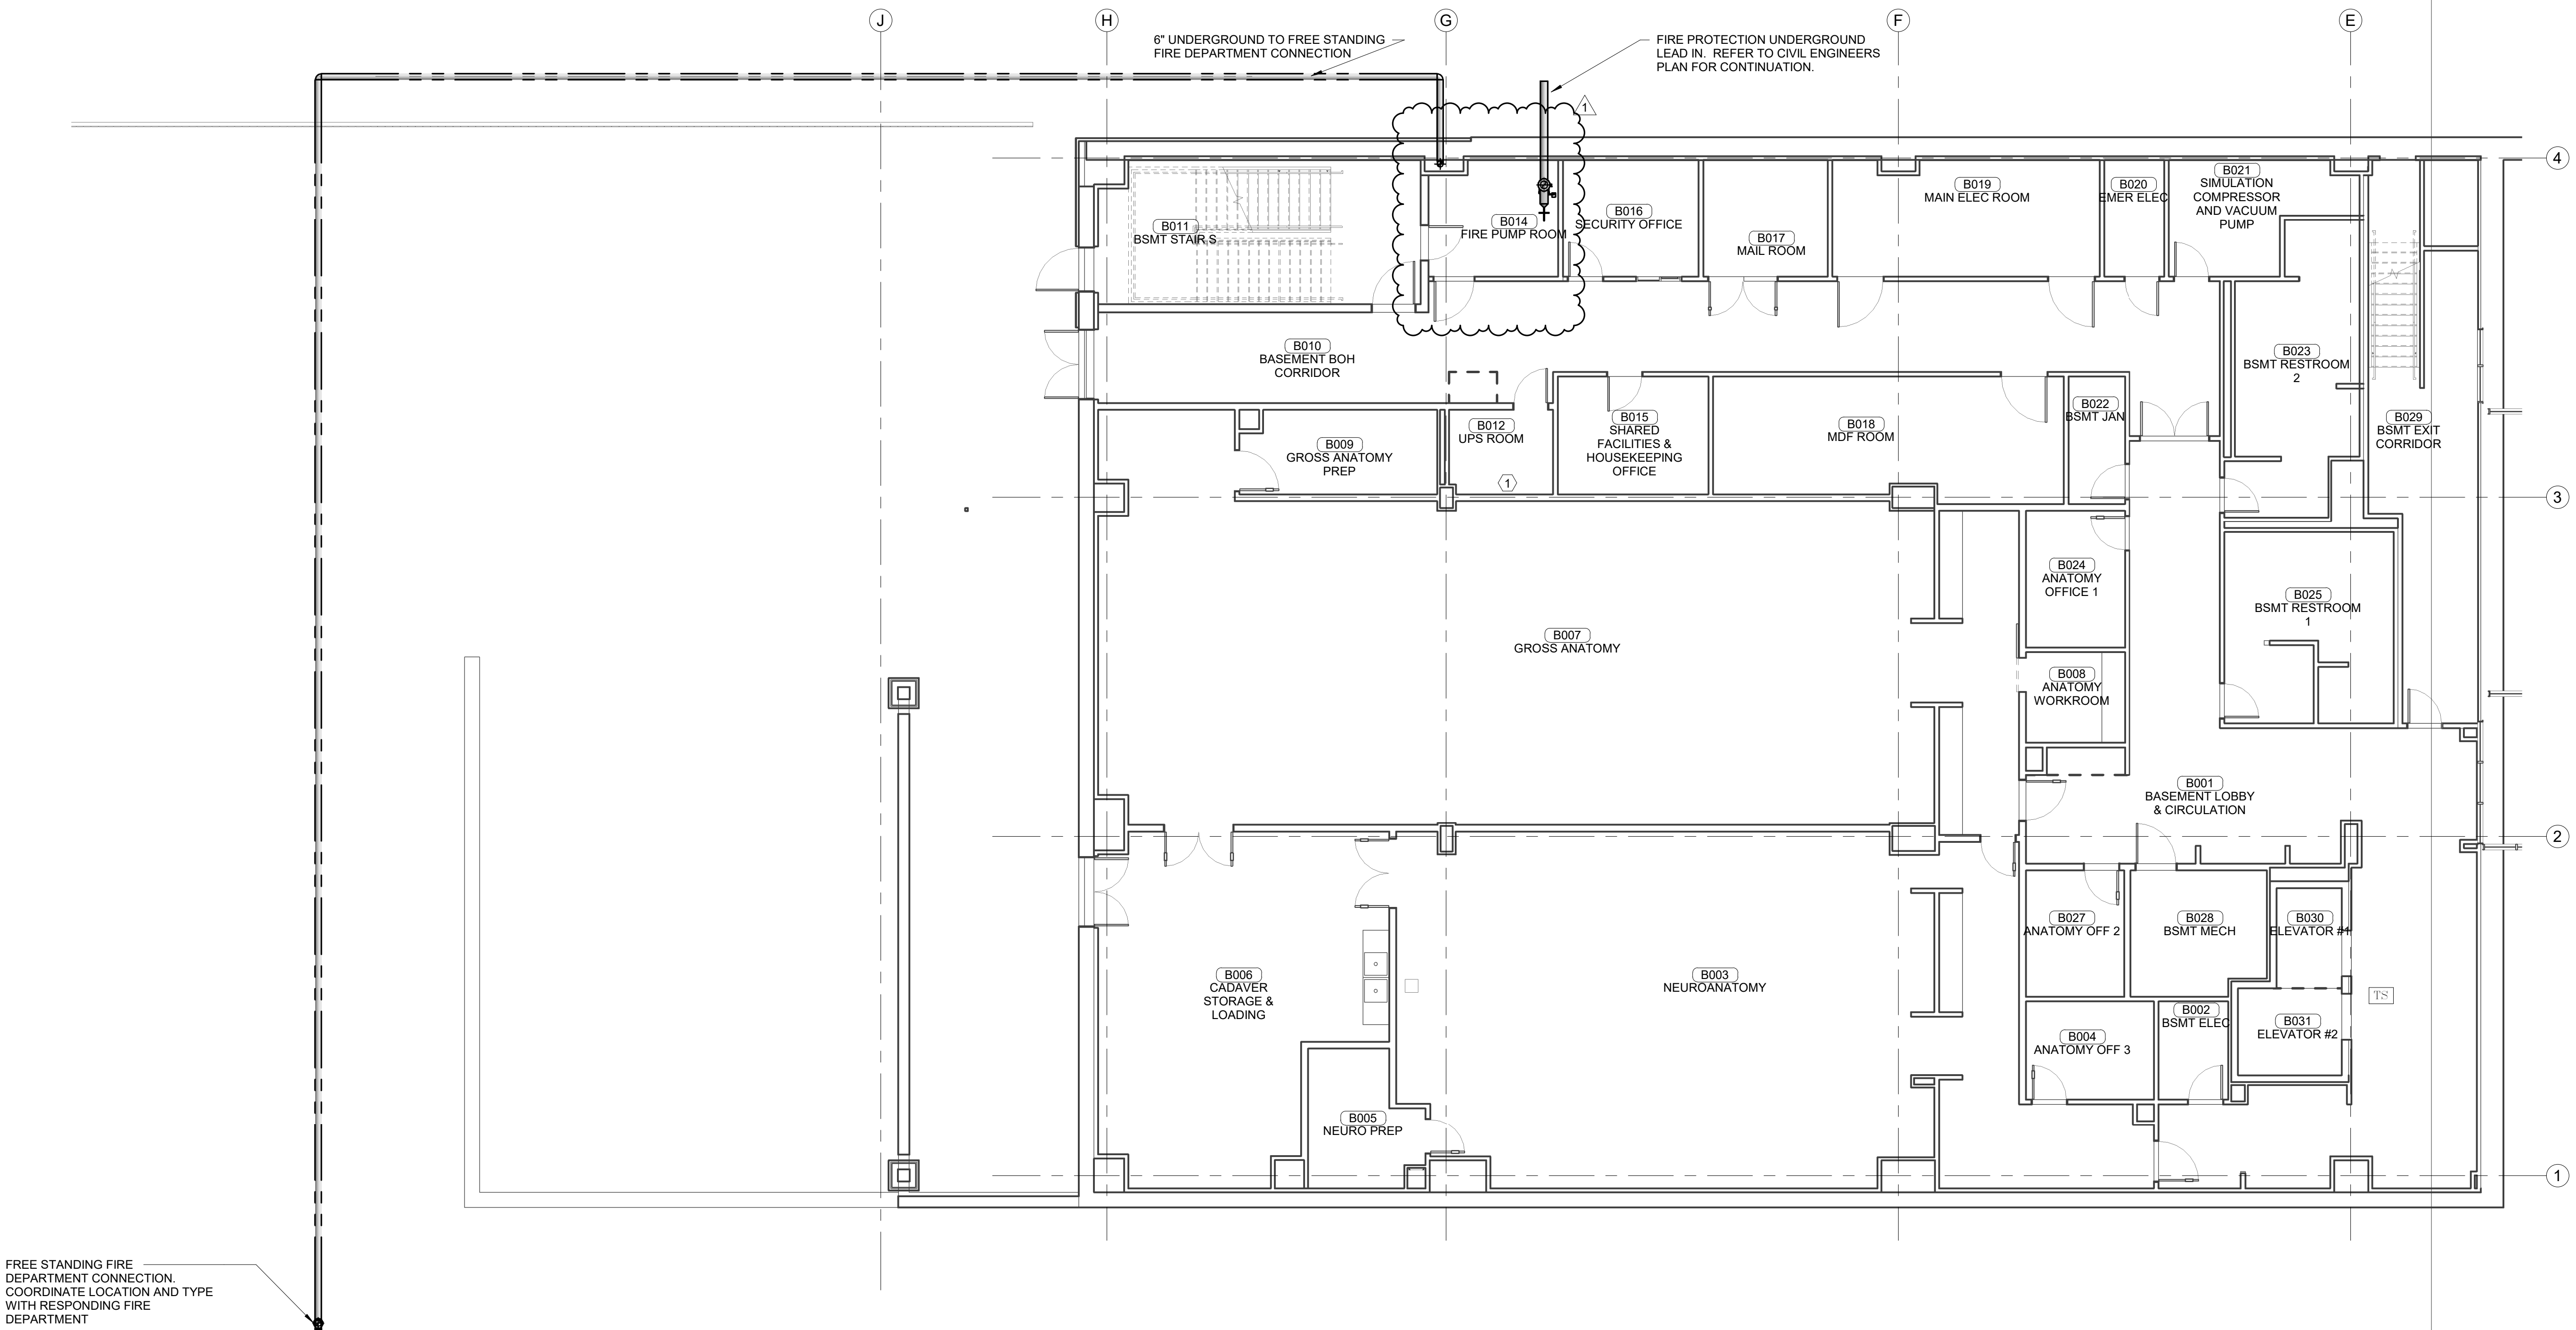 J
H
G
F
E
6" UNDERGROUND TO FREE STANDING
FIRE DEPARTMENT CONNECTION
FIRE PROTECTION UNDERGROUND
LEAD IN. REFER TO CIVIL ENGINEERS
PLAN FOR CONTINUATION.
1
4
B011
BSMT STAIR S
B014
FIRE PUMP ROOM
B016
SECURITY OFFICE
B017
MAIL ROOM
B019
MAIN ELEC ROOM
B020
EMER ELEC
B021
SIMULATION
COMPRESSOR
AND VACUUM
PUMP
B010
BASEMENT BOH
CORRIDOR
B023
BSMT RESTROOM
2
B009
GROSS ANATOMY
PREP
B012
UPS ROOM
1
B015
SHARED
FACILITIES &
HOUSEKEEPING
OFFICE
B018
MDF ROOM
B022
BSMT JAN
B029
BSMT EXIT
CORRIDOR
3
B024
ANATOMY
OFFICE 1
B025
BSMT RESTROOM
1
B007
GROSS ANATOMY
B008
ANATOMY
WORKROOM
B001
BASEMENT LOBBY
& CIRCULATION
2
B027
ANATOMY OFF 2
B028
BSMT MECH
B030
ELEVATOR #1
B006
CADAVER
STORAGE &
LOADING
B003
NEUROANATOMY
TS
B002
BSMT ELEC
B031
ELEVATOR #2
B004
ANATOMY OFF 3
B005
NEURO PREP
1
FREE STANDING FIRE
DEPARTMENT CONNECTION.
COORDINATE LOCATION AND TYPE
WITH RESPONDING FIRE
DEPARTMENT